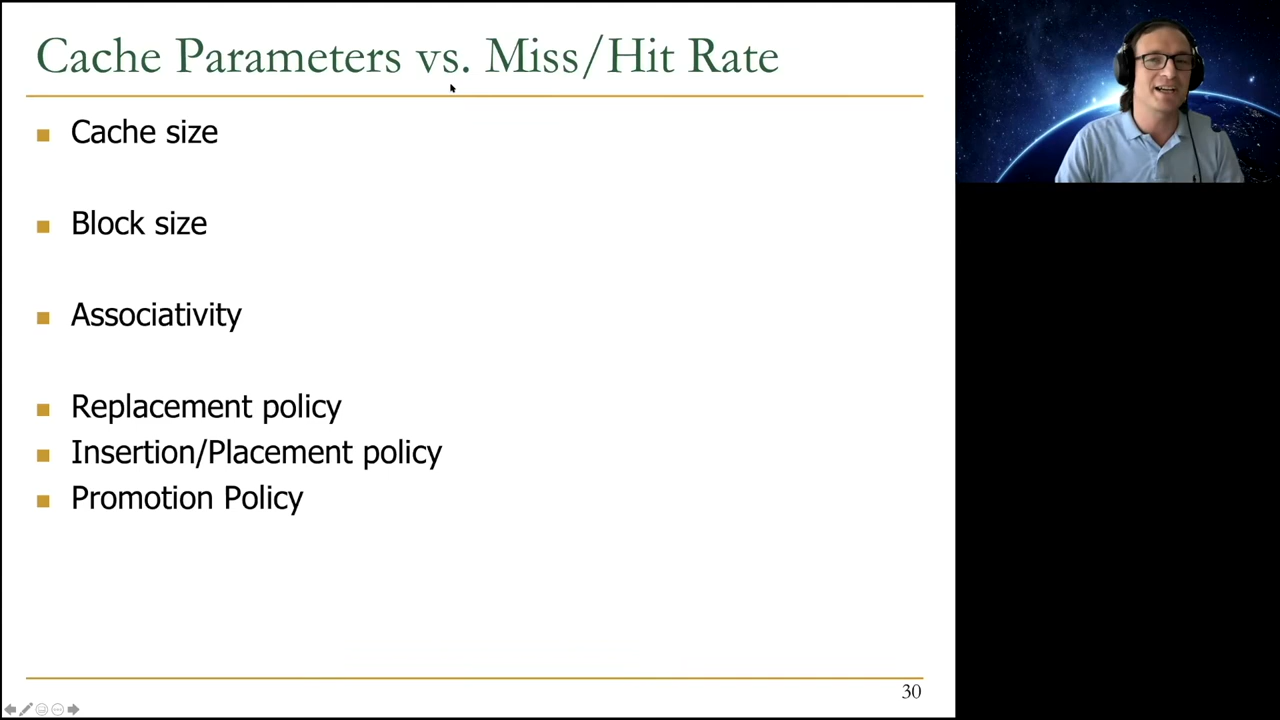 Cache Parameters vs. Miss/Hit Rate
Cache size
Block size
Associativity
Replacement policy
Insertion/Placement policy
Promotion Policy
30